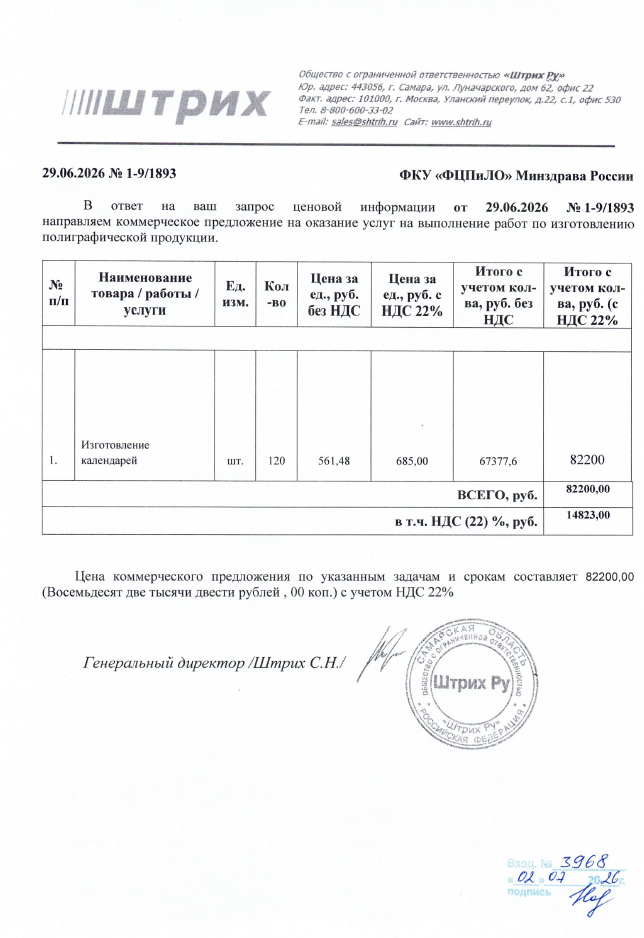 ШТРИХ
Общество с ограниченной ответственностью «Штрих Ру»
Юр. адрес: 443056, г. Самара, ул. Луначарского, дом 62, офис 22
Факт. адрес: 101000, г. Москва, Уланский переулок, д.22, с.1, офис 530
Тел. 8-800-600-33-02
E-mail: sales@shtrih.ru Сайт: www.shtrih.ru
29.06.2026 № 1-9/1893
ФКУ «ФЦПиЛО» Минздрава России
В ответ на ваш запрос ценовой информации от 29.06.2026 № 1-9/1893
направляем коммерческое предложение на оказание услуг на выполнение работ по изготовлению
полиграфической продукции.
№ п/п
Наименование товара / работы / услуги
Ед. изм.
Кол -во
Цена за ед., руб. без НДС
Цена за ед., руб. с НДС 22%
Итого с учетом кол-ва, руб. без НДС
Итого с учетом кол-ва, руб. (с НДС 22%
1.
Изготовление календарей
шт.
120
561,48
685,00
67377,6
82200
ВСЕГО, руб.
82200,00
в т.ч. НДС (22) %, руб.
14823,00
Цена коммерческого предложения по указанным задачам и срокам составляет 82200,00
(Восемьдесят две тысячи двести рублей , 00 коп.) с учетом НДС 22%
Генеральный директор /Штрих С.Н./
САМАРСКАЯ ОБЛАСТЬ
ОБЩЕСТВО С ОГРАНИЧЕННОЙ ОТВЕТСТВЕННОСТЬЮ
Штрих Ру
"Штрих Ру"
* РОССИЙСКАЯ ФЕДЕРАЦИЯ *
Вход. № 3968
« 02 » 07 2026 г.
подпись